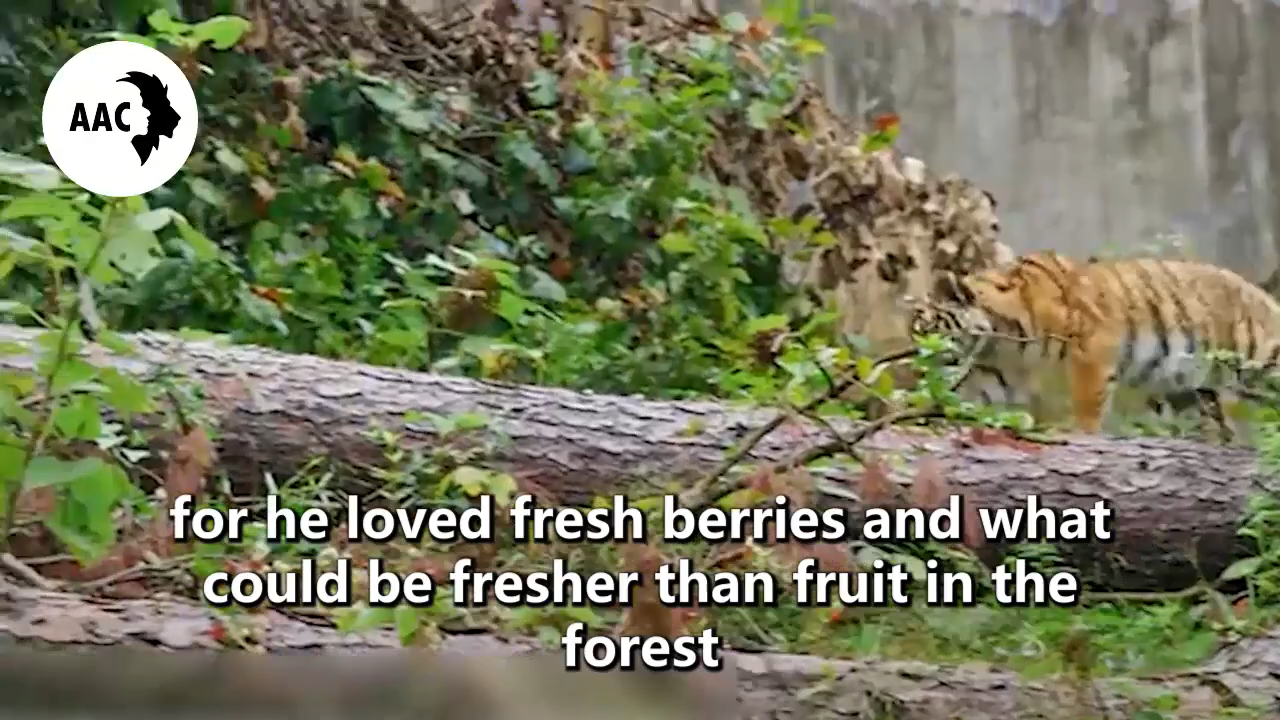 AAC
for he loved fresh berries and what
could be fresher than fruit in the
forest